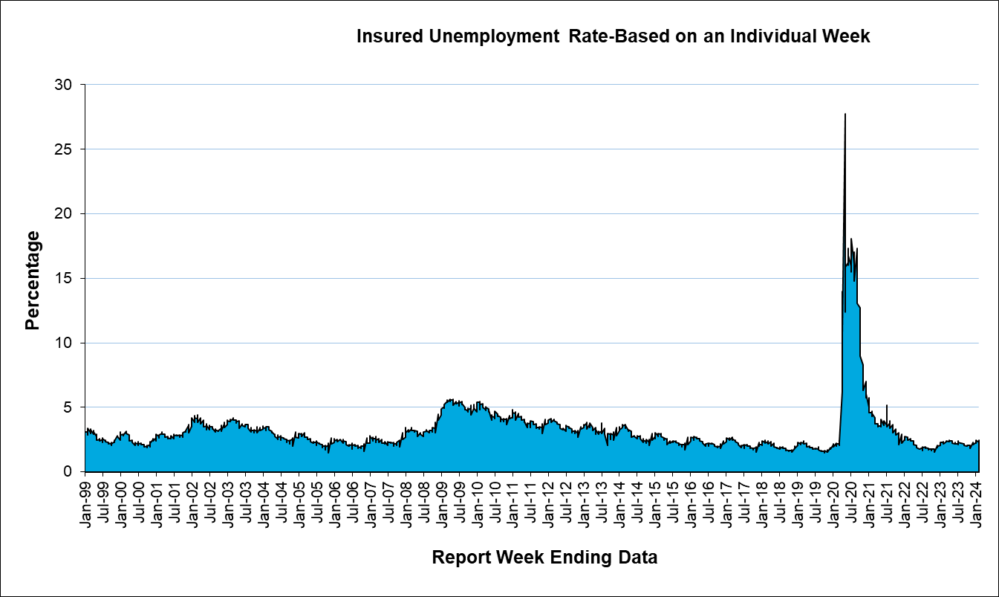 Insured Unemployment Rate-Based on an Individual Week
30
25
20
15
10
5
0
Percentage
Jan-99
Jul-99
Jan-00
Jul-00
Jan-01
Jul-01
Jan-02
Jul-02
Jan-03
Jul-03
Jan-04
Jul-04
Jan-05
Jul-05
Jan-06
Jul-06
Jan-07
Jul-07
Jan-08
Jul-08
Jan-09
Jul-09
Jan-10
Jul-10
Jan-11
Jul-11
Jan-12
Jul-12
Jan-13
Jul-13
Jan-14
Jul-14
Jan-15
Jul-15
Jan-16
Jul-16
Jan-17
Jul-17
Jan-18
Jul-18
Jan-19
Jul-19
Jan-20
Jul-20
Jan-21
Jul-21
Jan-22
Jul-22
Jan-23
Jul-23
Jan-24
Report Week Ending Data